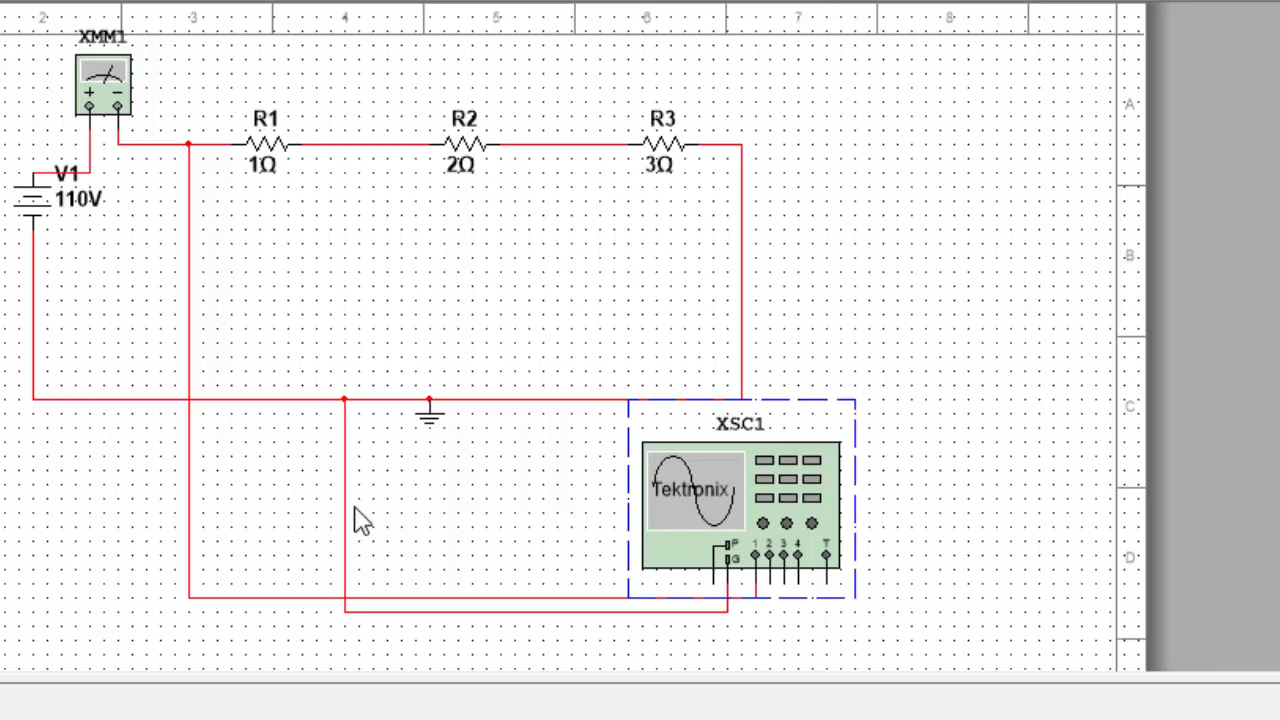 2 3 4 5 6 7 8
XMM1
+ −
A
R1 R2 R3
1Ω 2Ω 3Ω
V1
110V
B
C
XSC1
Tektronix
P 1 2 3 4 T
G
D